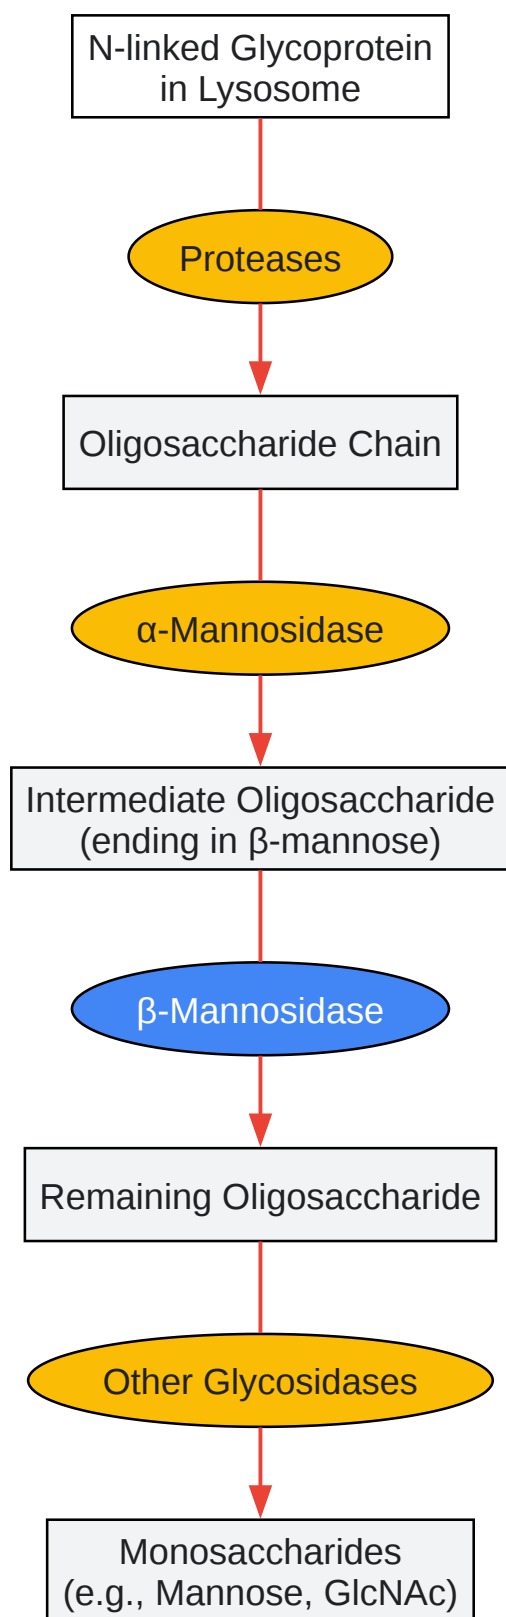 N-linked Glycoprotein
in Lysosome
Proteases
Oligosaccharide Chain
α-Mannosidase
Intermediate Oligosaccharide
(ending in β-mannose)
β-Mannosidase
Remaining Oligosaccharide
Other Glycosidases
Monosaccharides
(e.g., Mannose, GlcNAc)